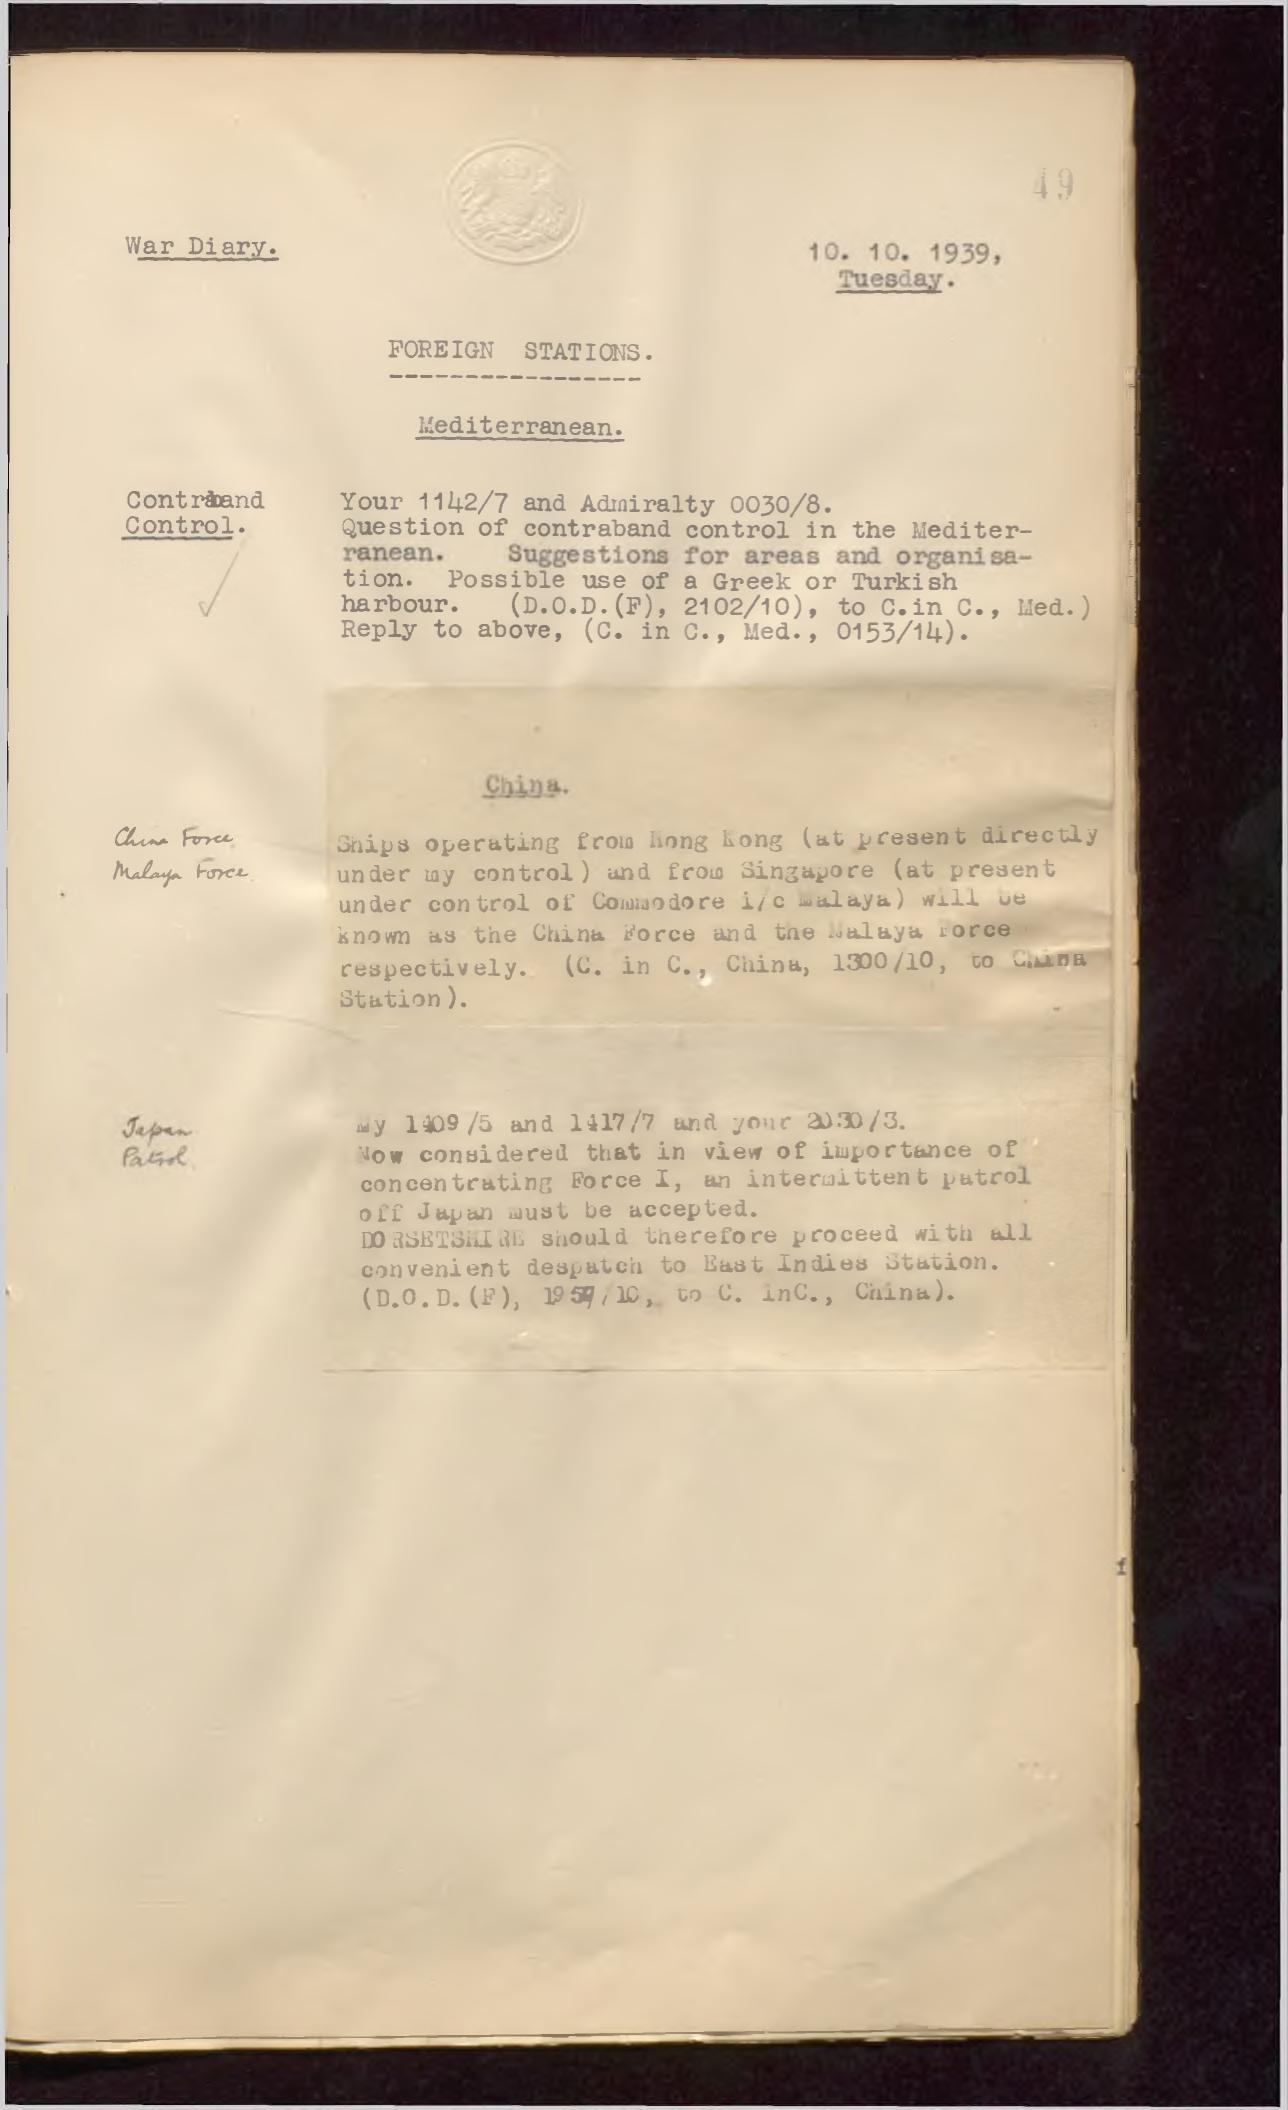 49
War Diary.
10. 10. 1939,
Tuesday.
FOREIGN STATIONS.
-----------------
Mediterranean.
Contraband
Control.
Your 1142/7 and Admiralty 0030/8.
Question of contraband control in the Mediter-
ranean. Suggestions for areas and organisa-
tion. Possible use of a Greek or Turkish
harbour. (D.O.D.(F), 2102/10), to C.in C., Med.)
Reply to above, (C. in C., Med., 0153/14).
China.
China Force
Malaya Force.
Ships operating from Hong Kong (at present directly
under my control) and from Singapore (at present
under control of Commodore i/c Malaya) will be
known as the China Force and the Malaya Force
respectively. (C. in C., China, 1300/10, to China
Station).
Japan
Patrol.
My 1409/5 and 1417/7 and your 2030/3.
Now considered that in view of importance of
concentrating Force I, an intermittent patrol
off Japan must be accepted.
DORSETSHIRE should therefore proceed with all
convenient despatch to East Indies Station.
(D.O.D.(F), 1959/10, to C. inC., China).
f